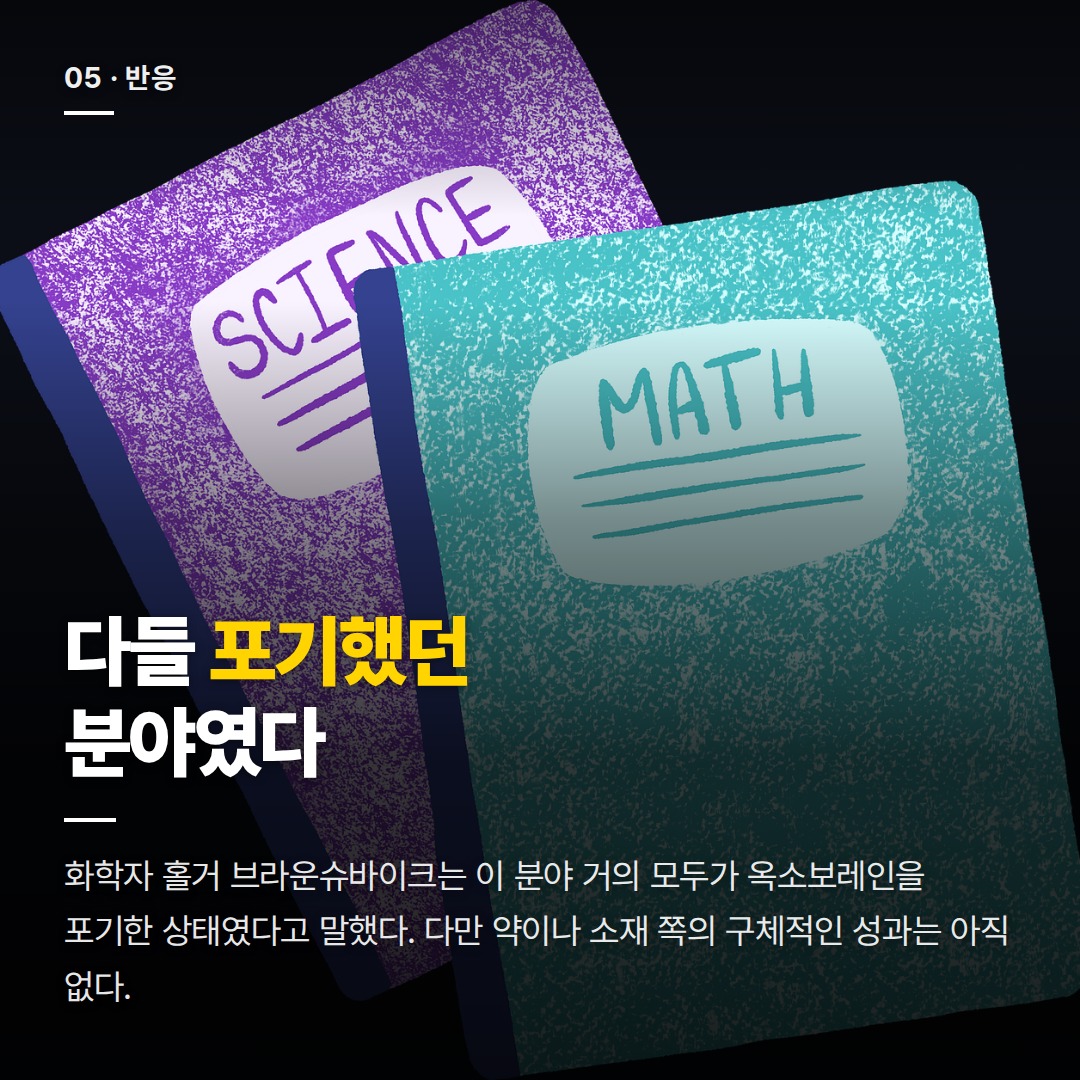 05 · 반응
SCIENCE
MATH
다들 포기했던
분야였다
화학자 홀거 브라운슈바이크는 이 분야 거의 모두가 옥소보레인을
포기한 상태였다고 말했다. 다만 약이나 소재 쪽의 구체적인 성과는 아직
없다.